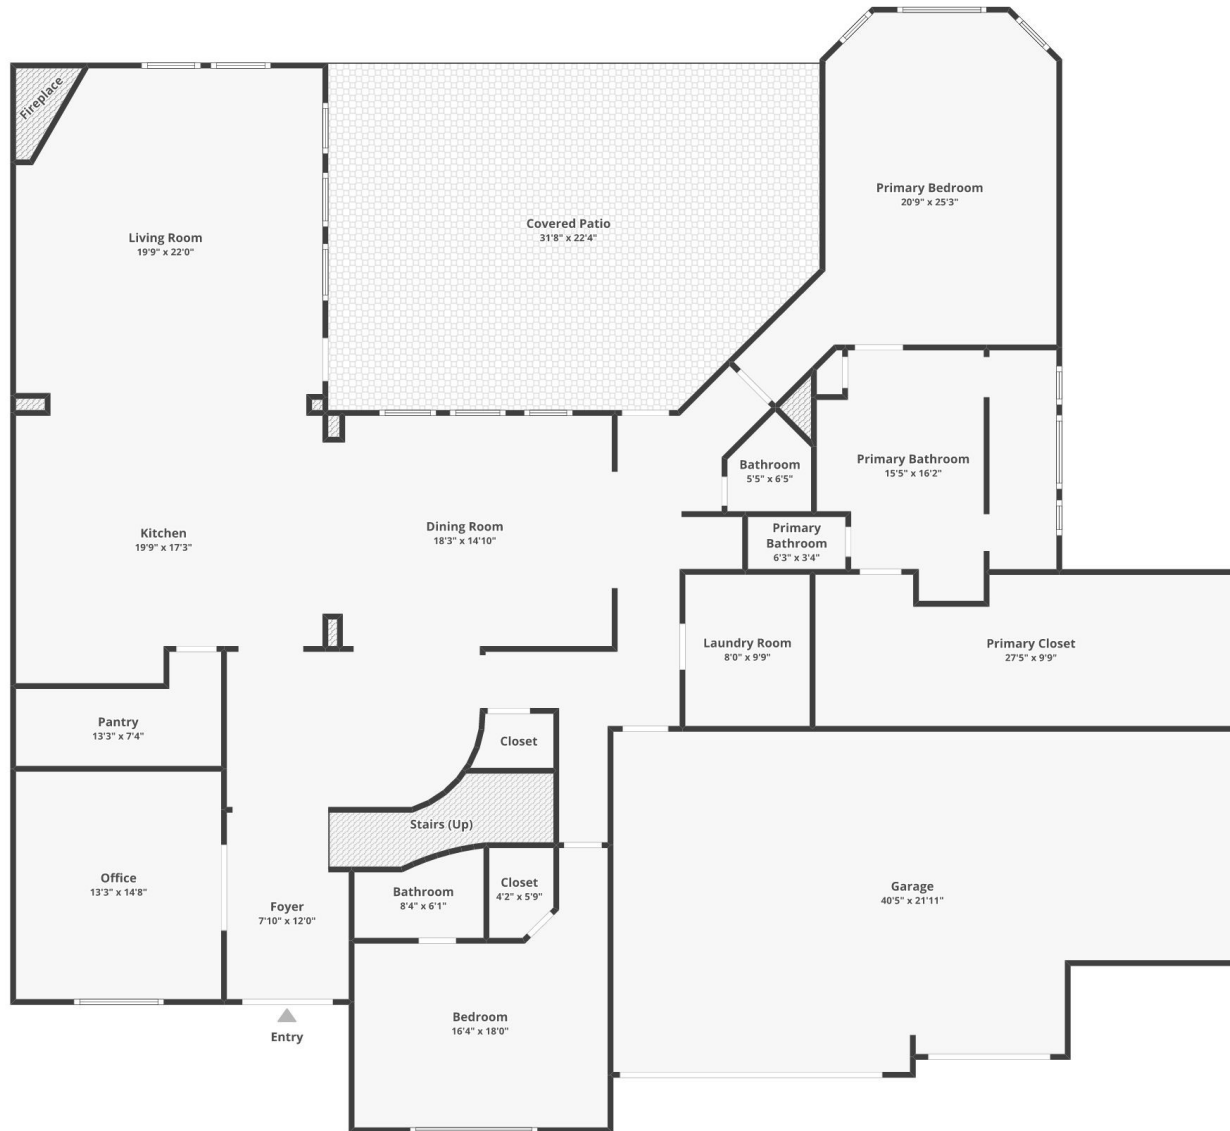 Fireplace
Primary Bedroom
20'9" x 25'3"
Covered Patio
31'8" x 22'4"
Living Room
19'9" x 22'0"
Primary Bathroom
15'5" x 16'2"
Bathroom
5'5" x 6'5"
Kitchen
19'9" x 17'3"
Dining Room
18'3" x 14'10"
Primary
Bathroom
6'3" x 3'4"
Laundry Room
8'0" x 9'9"
Primary Closet
27'5" x 9'9"
Pantry
13'3" x 7'4"
Closet
Stairs (Up)
Office
13'3" x 14'8"
Foyer
7'10" x 12'0"
Bathroom
8'4" x 6'1"
Closet
4'2" x 5'9"
Garage
40'5" x 21'11"
Entry
Bedroom
16'4" x 18'0"